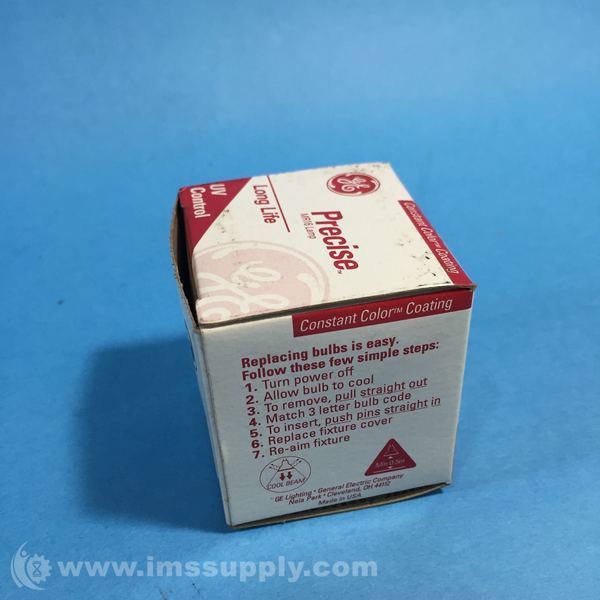 UV
Control
Long Life
Precise™
MR16 Lamp
Constant Color™ Coating
Constant Color™ Coating
Replacing bulbs is easy.
Follow these few simple steps:
1. Turn power off
2. Allow bulb to cool
3. To remove, pull straight out
4. Match 3 letter bulb code
5. To insert, push pins straight in
6. Replace fixture cover
7. Re-aim fixture
COOL BEAM
GE Lighting • General Electric Company
Nela Park • Cleveland, OH 44112
Made in USA
www.imssupply.com